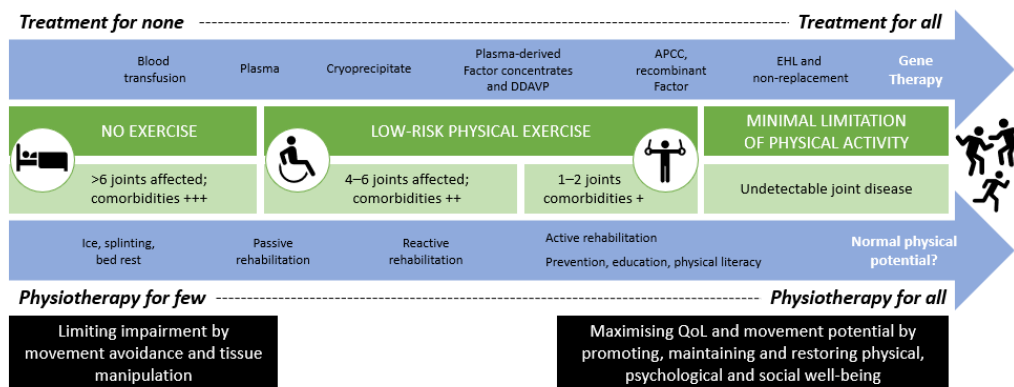 Treatment for none
Treatment for all
Blood
transfusion
Plasma
Cryoprecipitate
Plasma-derived
Factor concentrates
and DDAVP
APCC,
recombinant
Factor
EHL and
non-replacement
Gene
Therapy
NO EXERCISE
LOW-RISK PHYSICAL EXERCISE
MINIMAL LIMITATION
OF PHYSICAL ACTIVITY
>6 joints affected;
comorbidities +++
4–6 joints affected;
comorbidities ++
1–2 joints
comorbidities +
Undetectable joint disease
Ice, splinting,
bed rest
Passive
rehabilitation
Reactive
rehabilitation
Active rehabilitation
Prevention, education, physical literacy
Normal physical
potential?
Physiotherapy for few
Physiotherapy for all
Limiting impairment by
movement avoidance and tissue
manipulation
Maximising QoL and movement potential by
promoting, maintaining and restoring physical,
psychological and social well-being